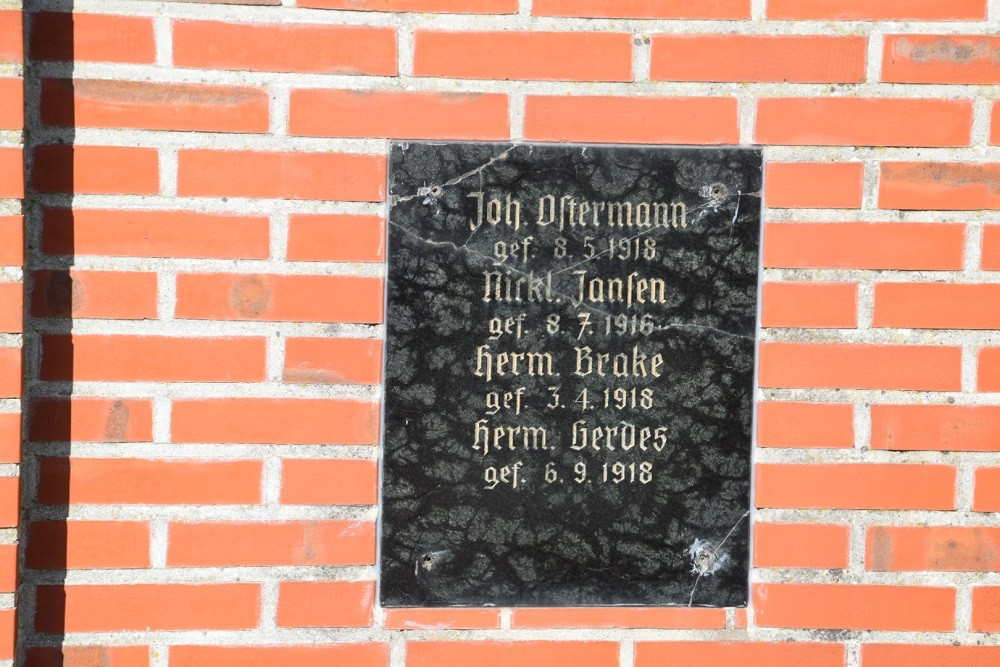 Joh. Ostermann
gef. 8. 5. 1918
Nickl. Jansen
gef. 8. 7. 1916
Herm. Brake
gef. 3. 4. 1918
Herm. Gerdes
gef. 6. 9. 1918